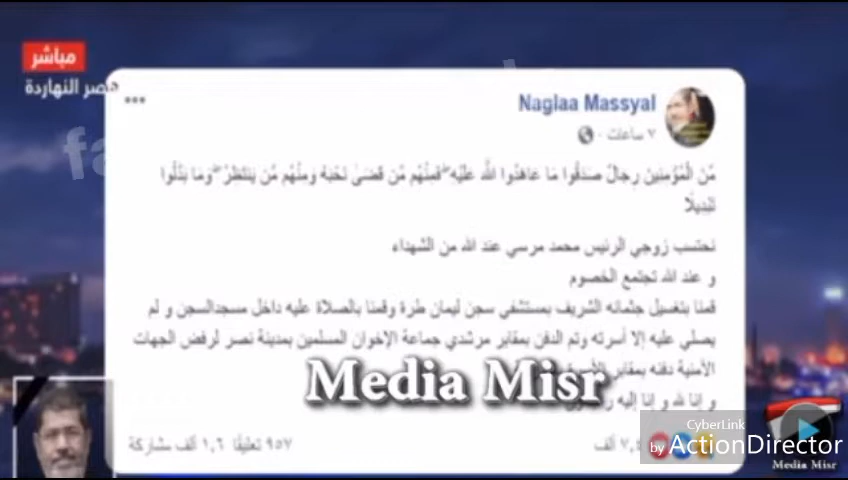 مباشر
مصر النهاردة
Naglaa Massyal
٧ ساعات ·
مِّنَ الْمُؤْمِنِينَ رِجَالٌ صَدَقُوا مَا عَاهَدُوا اللَّهَ عَلَيْهِ ۖ فَمِنْهُم مَّن قَضَىٰ نَحْبَهُ وَمِنْهُم مَّن يَنتَظِرُ ۖ وَمَا بَدَّلُوا
تَبْدِيلًا
نحتسب زوجي الرئيس محمد مرسي عند الله من الشهداء
و عند الله تجتمع الخصوم
قمنا بتغسيل جثمانه الشريف بمستشفي سجن ليمان طرة وقمنا بالصلاة عليه داخل مسجدالسجن و لم
يصلي عليه إلا أسرته وتم الدفن بمقابر مرشدي جماعة الإخوان المسلمين بمدينة نصر لرفض الجهات
الأمنية دفنه بمقابر الأسرة
و إنا لله و إنا إليه
٩٥٧ تعليقًا ١,٦ ألف مشاركة
ألف
Media Misr
CyberLink
by ActionDirector
Media Misr